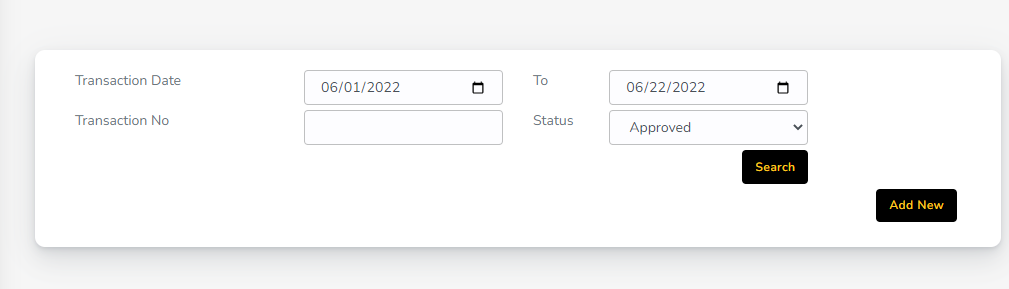 Transaction Date 06/01/2022 To 06/22/2022
Transaction No Status Approved
Search
Add New